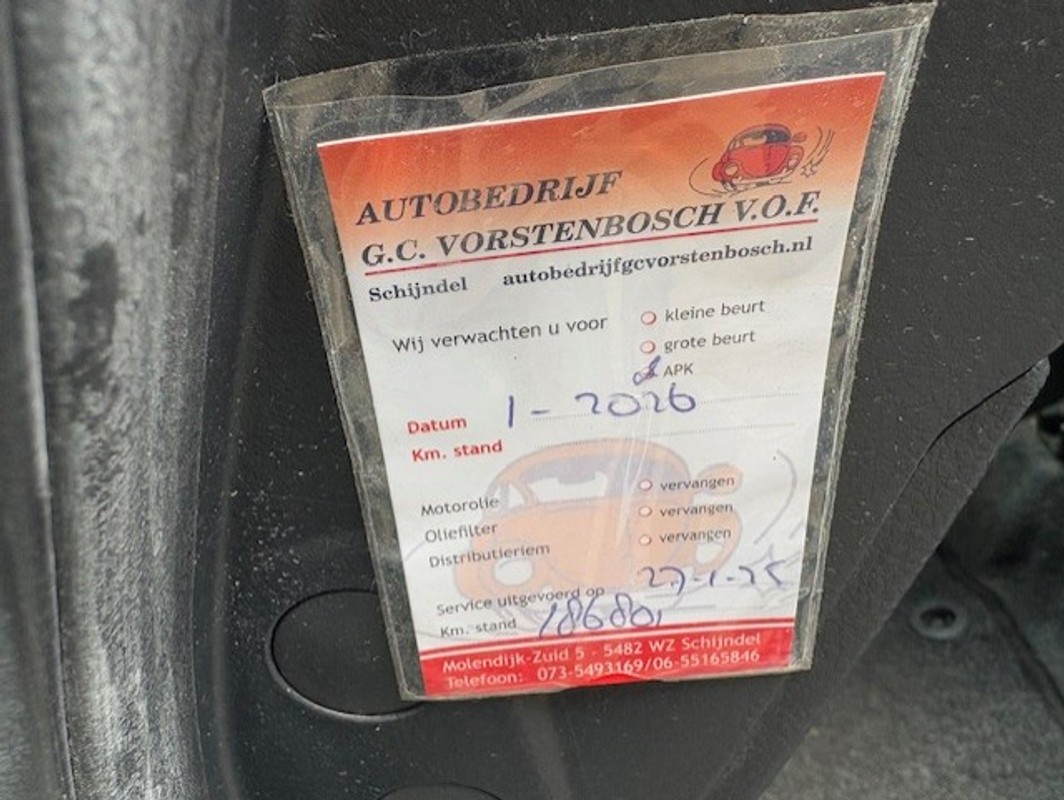 AUTOBEDRIJF
G.C. VORSTENBOSCH V.O.F.
Schijndel autobedrijfgcvorstenbosch.nl
Wij verwachten u voor kleine beurt
grote beurt
APK
Datum 1-2026
Km. stand
Motorolie vervangen
Oliefilter vervangen
Distributieriem vervangen
Service uitgevoerd op 27-1-25
Km. stand
Molendijk-Zuid 5 - 5482 WZ Schijndel
Telefoon: 073-5493169/06-55165846